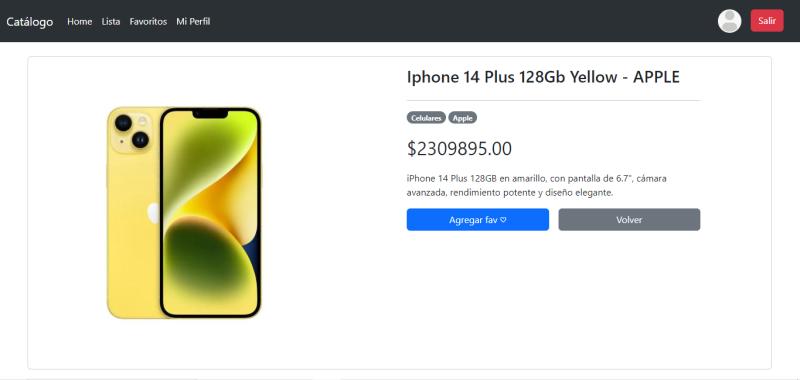 Catálogo Home Lista Favoritos Mi Perfil Salir
Iphone 14 Plus 128Gb Yellow - APPLE
Celulares Apple
$2309895.00
iPhone 14 Plus 128GB en amarillo, con pantalla de 6.7", cámara
avanzada, rendimiento potente y diseño elegante.
Agregar fav ♡ Volver